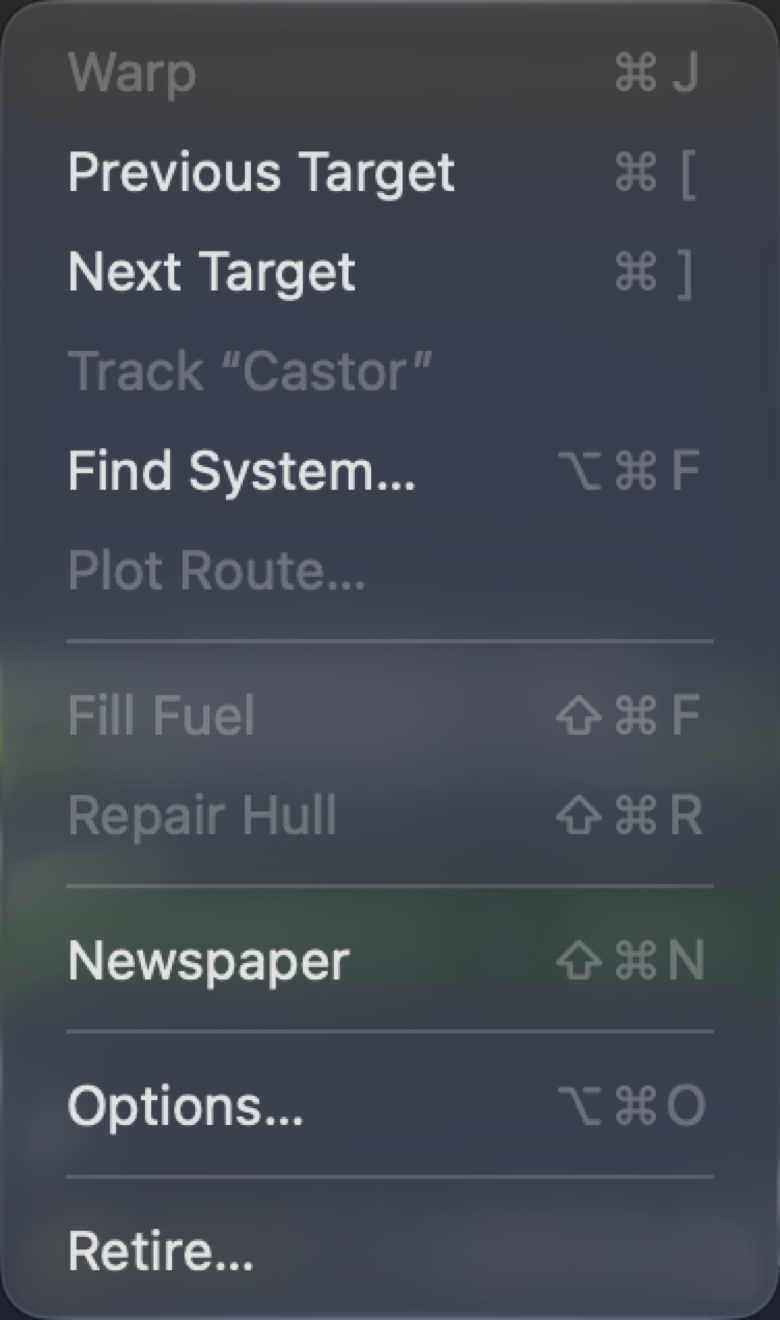 Warp ⌘ J
Previous Target ⌘ [
Next Target ⌘ ]
Track “Castor”
Find System... ⌥ ⌘ F
Plot Route...
Fill Fuel ⇧ ⌘ F
Repair Hull ⇧ ⌘ R
Newspaper ⇧ ⌘ N
Options... ⌥ ⌘ O
Retire...